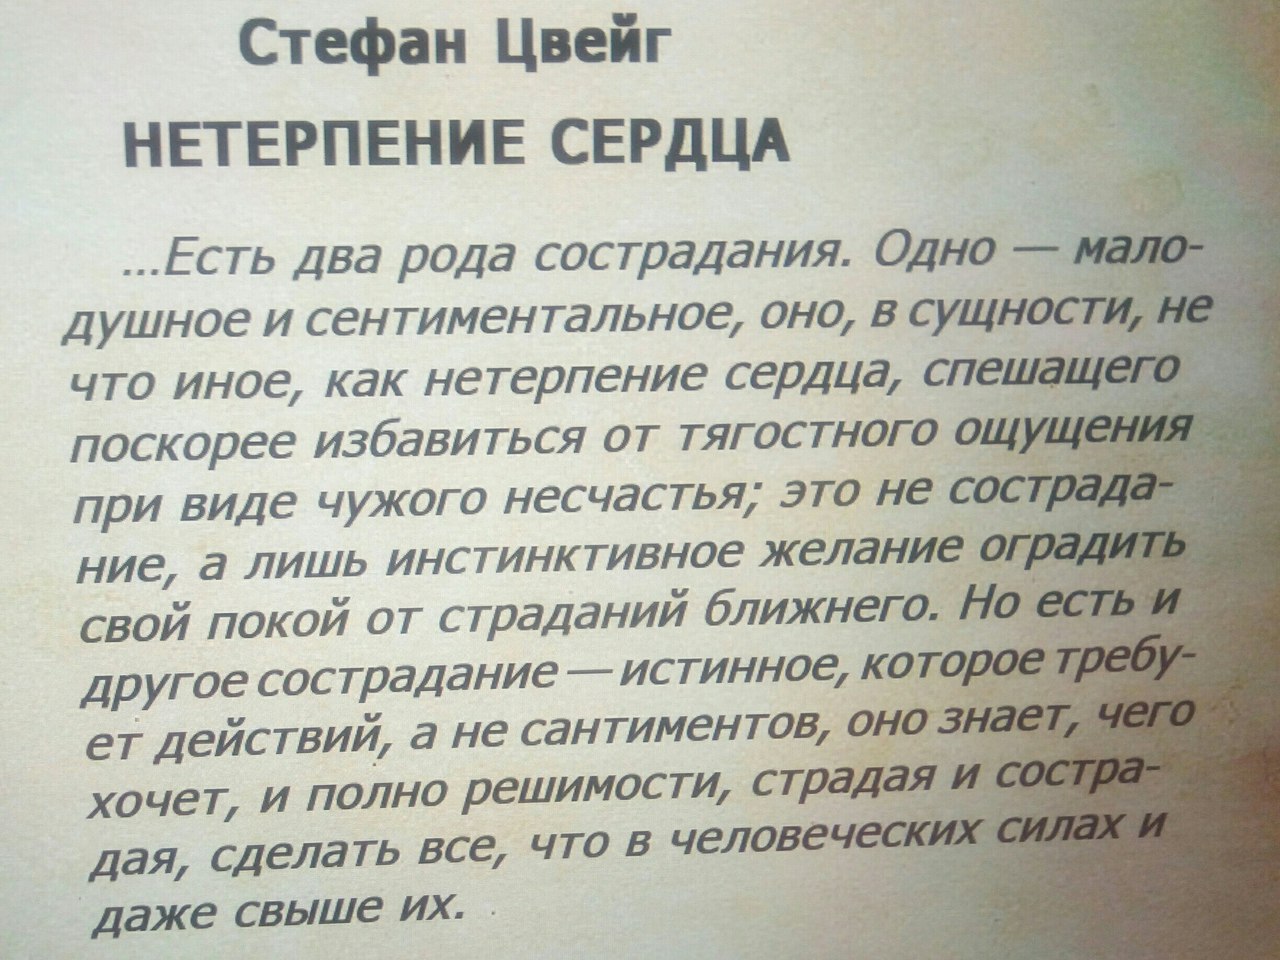 Стефан Цвейг
НЕТЕРПЕНИЕ СЕРДЦА
...Есть два рода сострадания. Одно — мало-
душное и сентиментальное, оно, в сущности, не
что иное, как нетерпение сердца, спешащего
поскорее избавиться от тягостного ощущения
при виде чужого несчастья; это не сострада-
ние, а лишь инстинктивное желание оградить
свой покой от страданий ближнего. Но есть и
другое сострадание — истинное, которое требу-
ет действий, а не сантиментов, оно знает, чего
хочет, и полно решимости, страдая и состра-
дая, сделать все, что в человеческих силах и
даже свыше их.